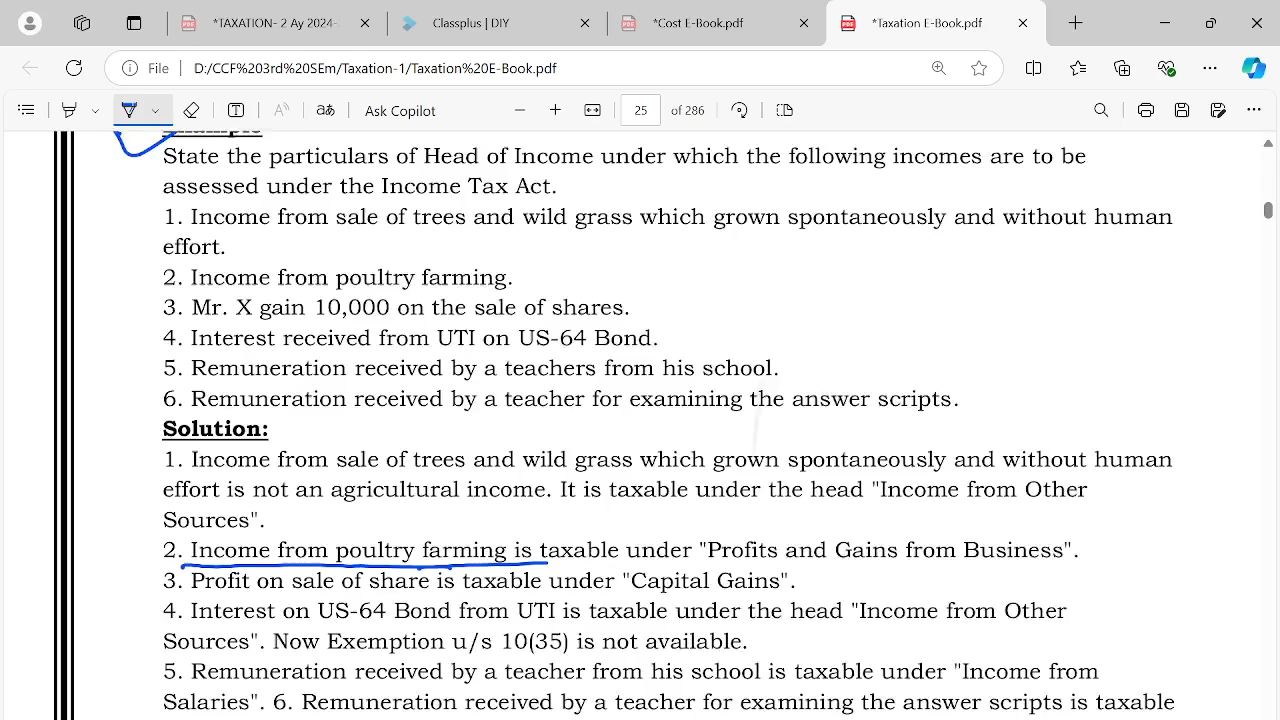 *TAXATION- 2 Ay 2024-
Classplus | DIY
*Cost E-Book.pdf
*Taxation E-Book.pdf
File
D:/CCF%203rd%20SEm/Taxation-1/Taxation%20E-Book.pdf
Ask Copilot
25 of 286
Example
State the particulars of Head of Income under which the following incomes are to be
assessed under the Income Tax Act.
1. Income from sale of trees and wild grass which grown spontaneously and without human
effort.
2. Income from poultry farming.
3. Mr. X gain 10,000 on the sale of shares.
4. Interest received from UTI on US-64 Bond.
5. Remuneration received by a teachers from his school.
6. Remuneration received by a teacher for examining the answer scripts.
Solution:
1. Income from sale of trees and wild grass which grown spontaneously and without human
effort is not an agricultural income. It is taxable under the head "Income from Other
Sources".
2. Income from poultry farming is taxable under "Profits and Gains from Business".
3. Profit on sale of share is taxable under "Capital Gains".
4. Interest on US-64 Bond from UTI is taxable under the head "Income from Other
Sources". Now Exemption u/s 10(35) is not available.
5. Remuneration received by a teacher from his school is taxable under "Income from
Salaries". 6. Remuneration received by a teacher for examining the answer scripts is taxable